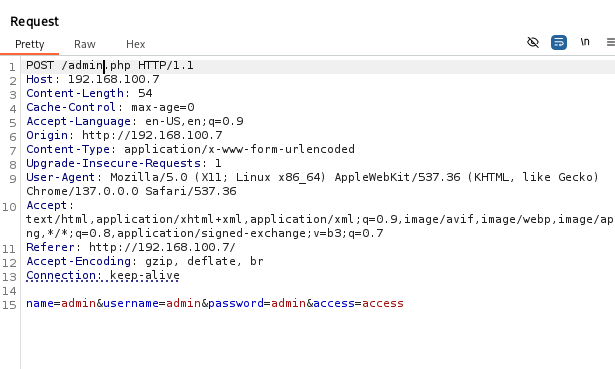 Request
Pretty Raw Hex
\n
1 POST /admin.php HTTP/1.1
2 Host: 192.168.100.7
3 Content-Length: 54
4 Cache-Control: max-age=0
5 Accept-Language: en-US,en;q=0.9
6 Origin: http://192.168.100.7
7 Content-Type: application/x-www-form-urlencoded
8 Upgrade-Insecure-Requests: 1
9 User-Agent: Mozilla/5.0 (X11; Linux x86_64) AppleWebKit/537.36 (KHTML, like Gecko)
Chrome/137.0.0.0 Safari/537.36
10 Accept:
text/html,application/xhtml+xml,application/xml;q=0.9,image/avif,image/webp,image/ap
ng,*/*;q=0.8,application/signed-exchange;v=b3;q=0.7
11 Referer: http://192.168.100.7/
12 Accept-Encoding: gzip, deflate, br
13 Connection: keep-alive
14
15 name=admin&username=admin&password=admin&access=access